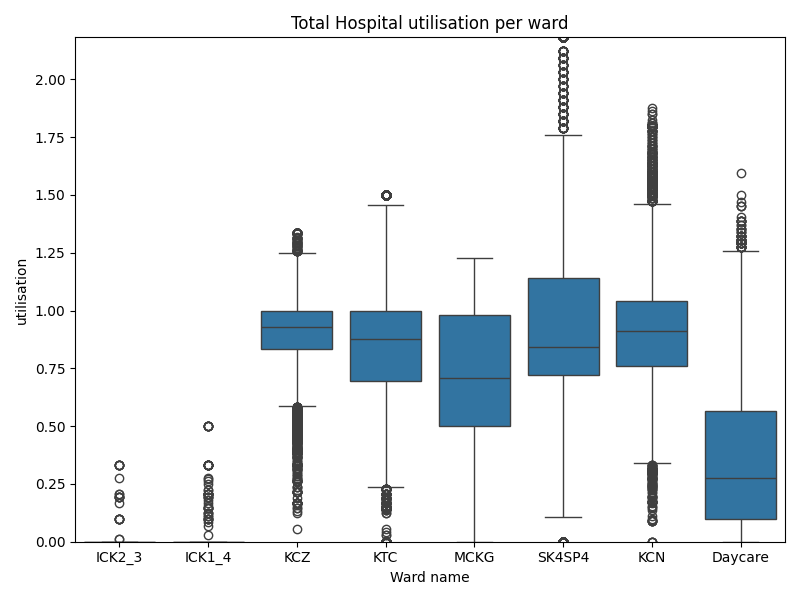 Total Hospital utilisation per ward
utilisation
2.00
1.75
1.50
1.25
1.00
0.75
0.50
0.25
0.00
ICK2_3 ICK1_4 KCZ KTC MCKG SK4SP4 KCN Daycare
Ward name